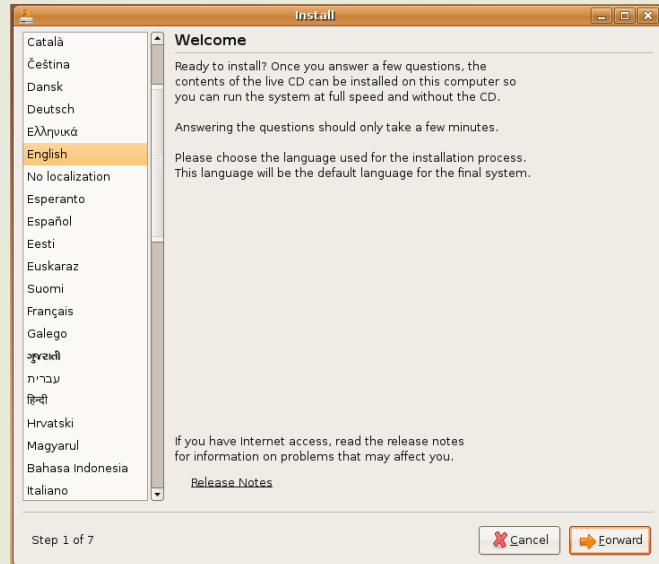 Install
Català
Čeština
Dansk
Deutsch
Ελληνικά
English
No localization
Esperanto
Español
Eesti
Euskaraz
Suomi
Français
Galego
ગુજરાતી
עברית
हिन्दी
Hrvatski
Magyarul
Bahasa Indonesia
Italiano
Welcome
Ready to install? Once you answer a few questions, the
contents of the live CD can be installed on this computer so
you can run the system at full speed and without the CD.
Answering the questions should only take a few minutes.
Please choose the language used for the installation process.
This language will be the default language for the final system.
If you have Internet access, read the release notes
for information on problems that may affect you.
Release Notes
Step 1 of 7
Cancel
Forward